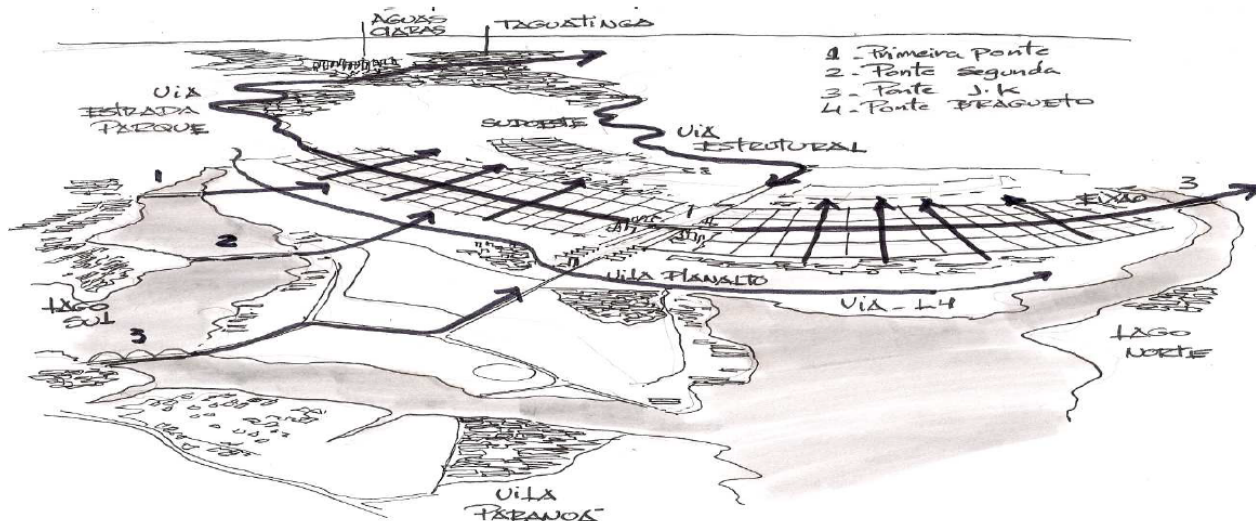 ÁGUAS
CLARAS
TAGUATINGA
1 - Primeira ponte
2 - Ponte Segunda
3 - Ponte J.K
4 - Ponte BRAGUETO
VIA
ESTRADA
PARQUE
SUDOESTE
VIA
ESTRUTURAL
1
3
EIXÃO
2
VILA PLANALTO
VIA - L4
LAGO
SUL
3
LAGO
NORTE
VILA
PARANOÁ